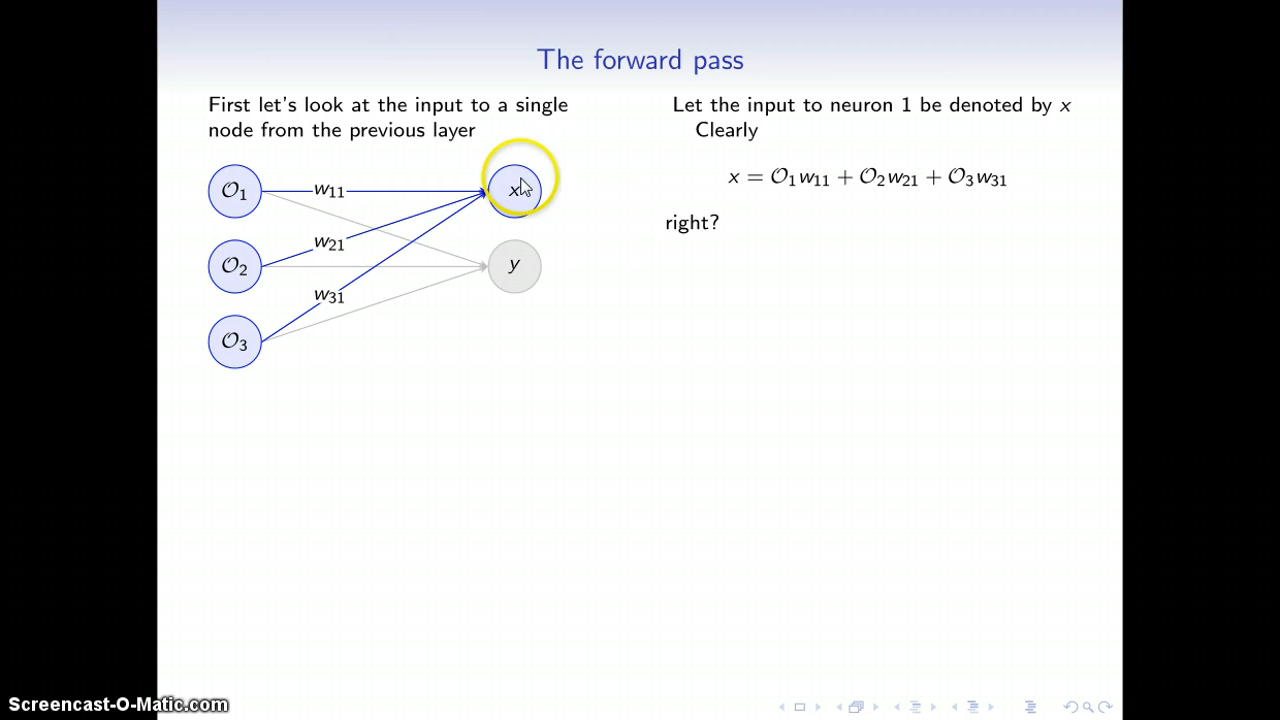 The forward pass
First let's look at the input to a single
node from the previous layer
𝒪₁
w₁₁
x
w₂₁
𝒪₂
y
w₃₁
𝒪₃
Let the input to neuron 1 be denoted by x
Clearly
x = 𝒪₁w₁₁ + 𝒪₂w₂₁ + 𝒪₃w₃₁
right?
Screencast-O-Matic.com